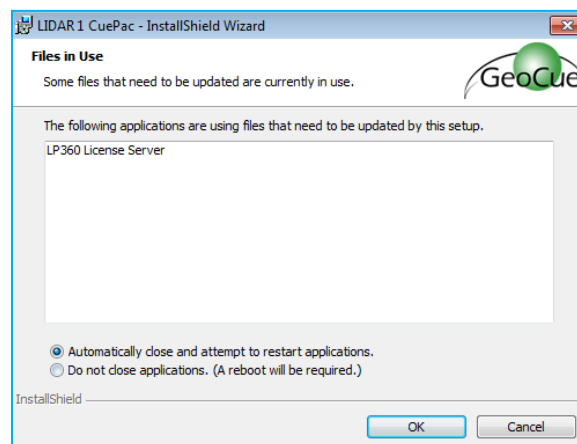 LIDAR 1 CuePac - InstallShield Wizard
Files in Use
Some files that need to be updated are currently in use.
GeoCue
The following applications are using files that need to be updated by this setup.
LP360 License Server
Automatically close and attempt to restart applications.
Do not close applications. (A reboot will be required.)
InstallShield
OK
Cancel